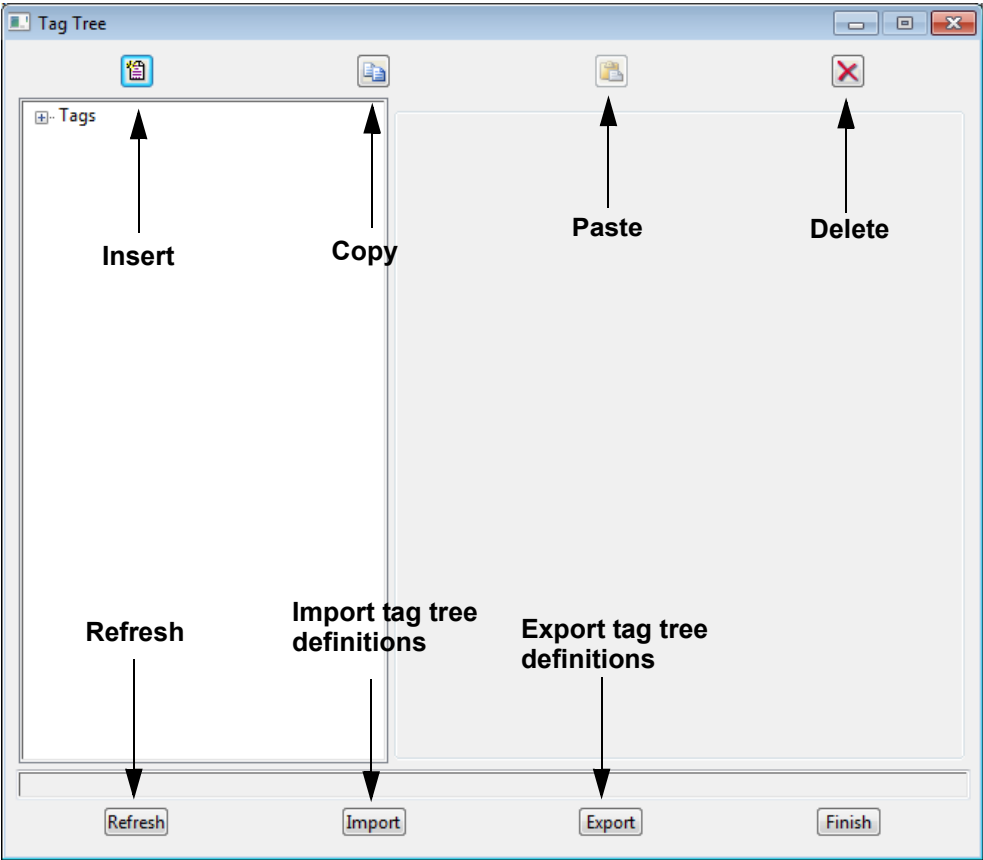 Tag Tree
Tags
Insert
Copy
Paste
Delete
Refresh
Import tag tree
definitions
Export tag tree
definitions
Refresh
Import
Export
Finish